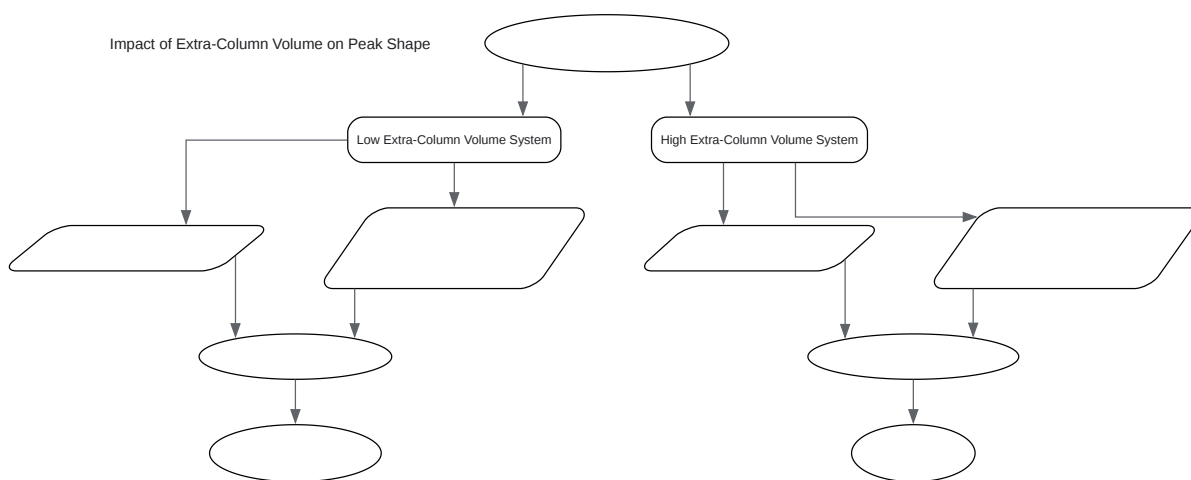 Impact of Extra-Column Volume on Peak Shape
Low Extra-Column Volume System
High Extra-Column Volume System